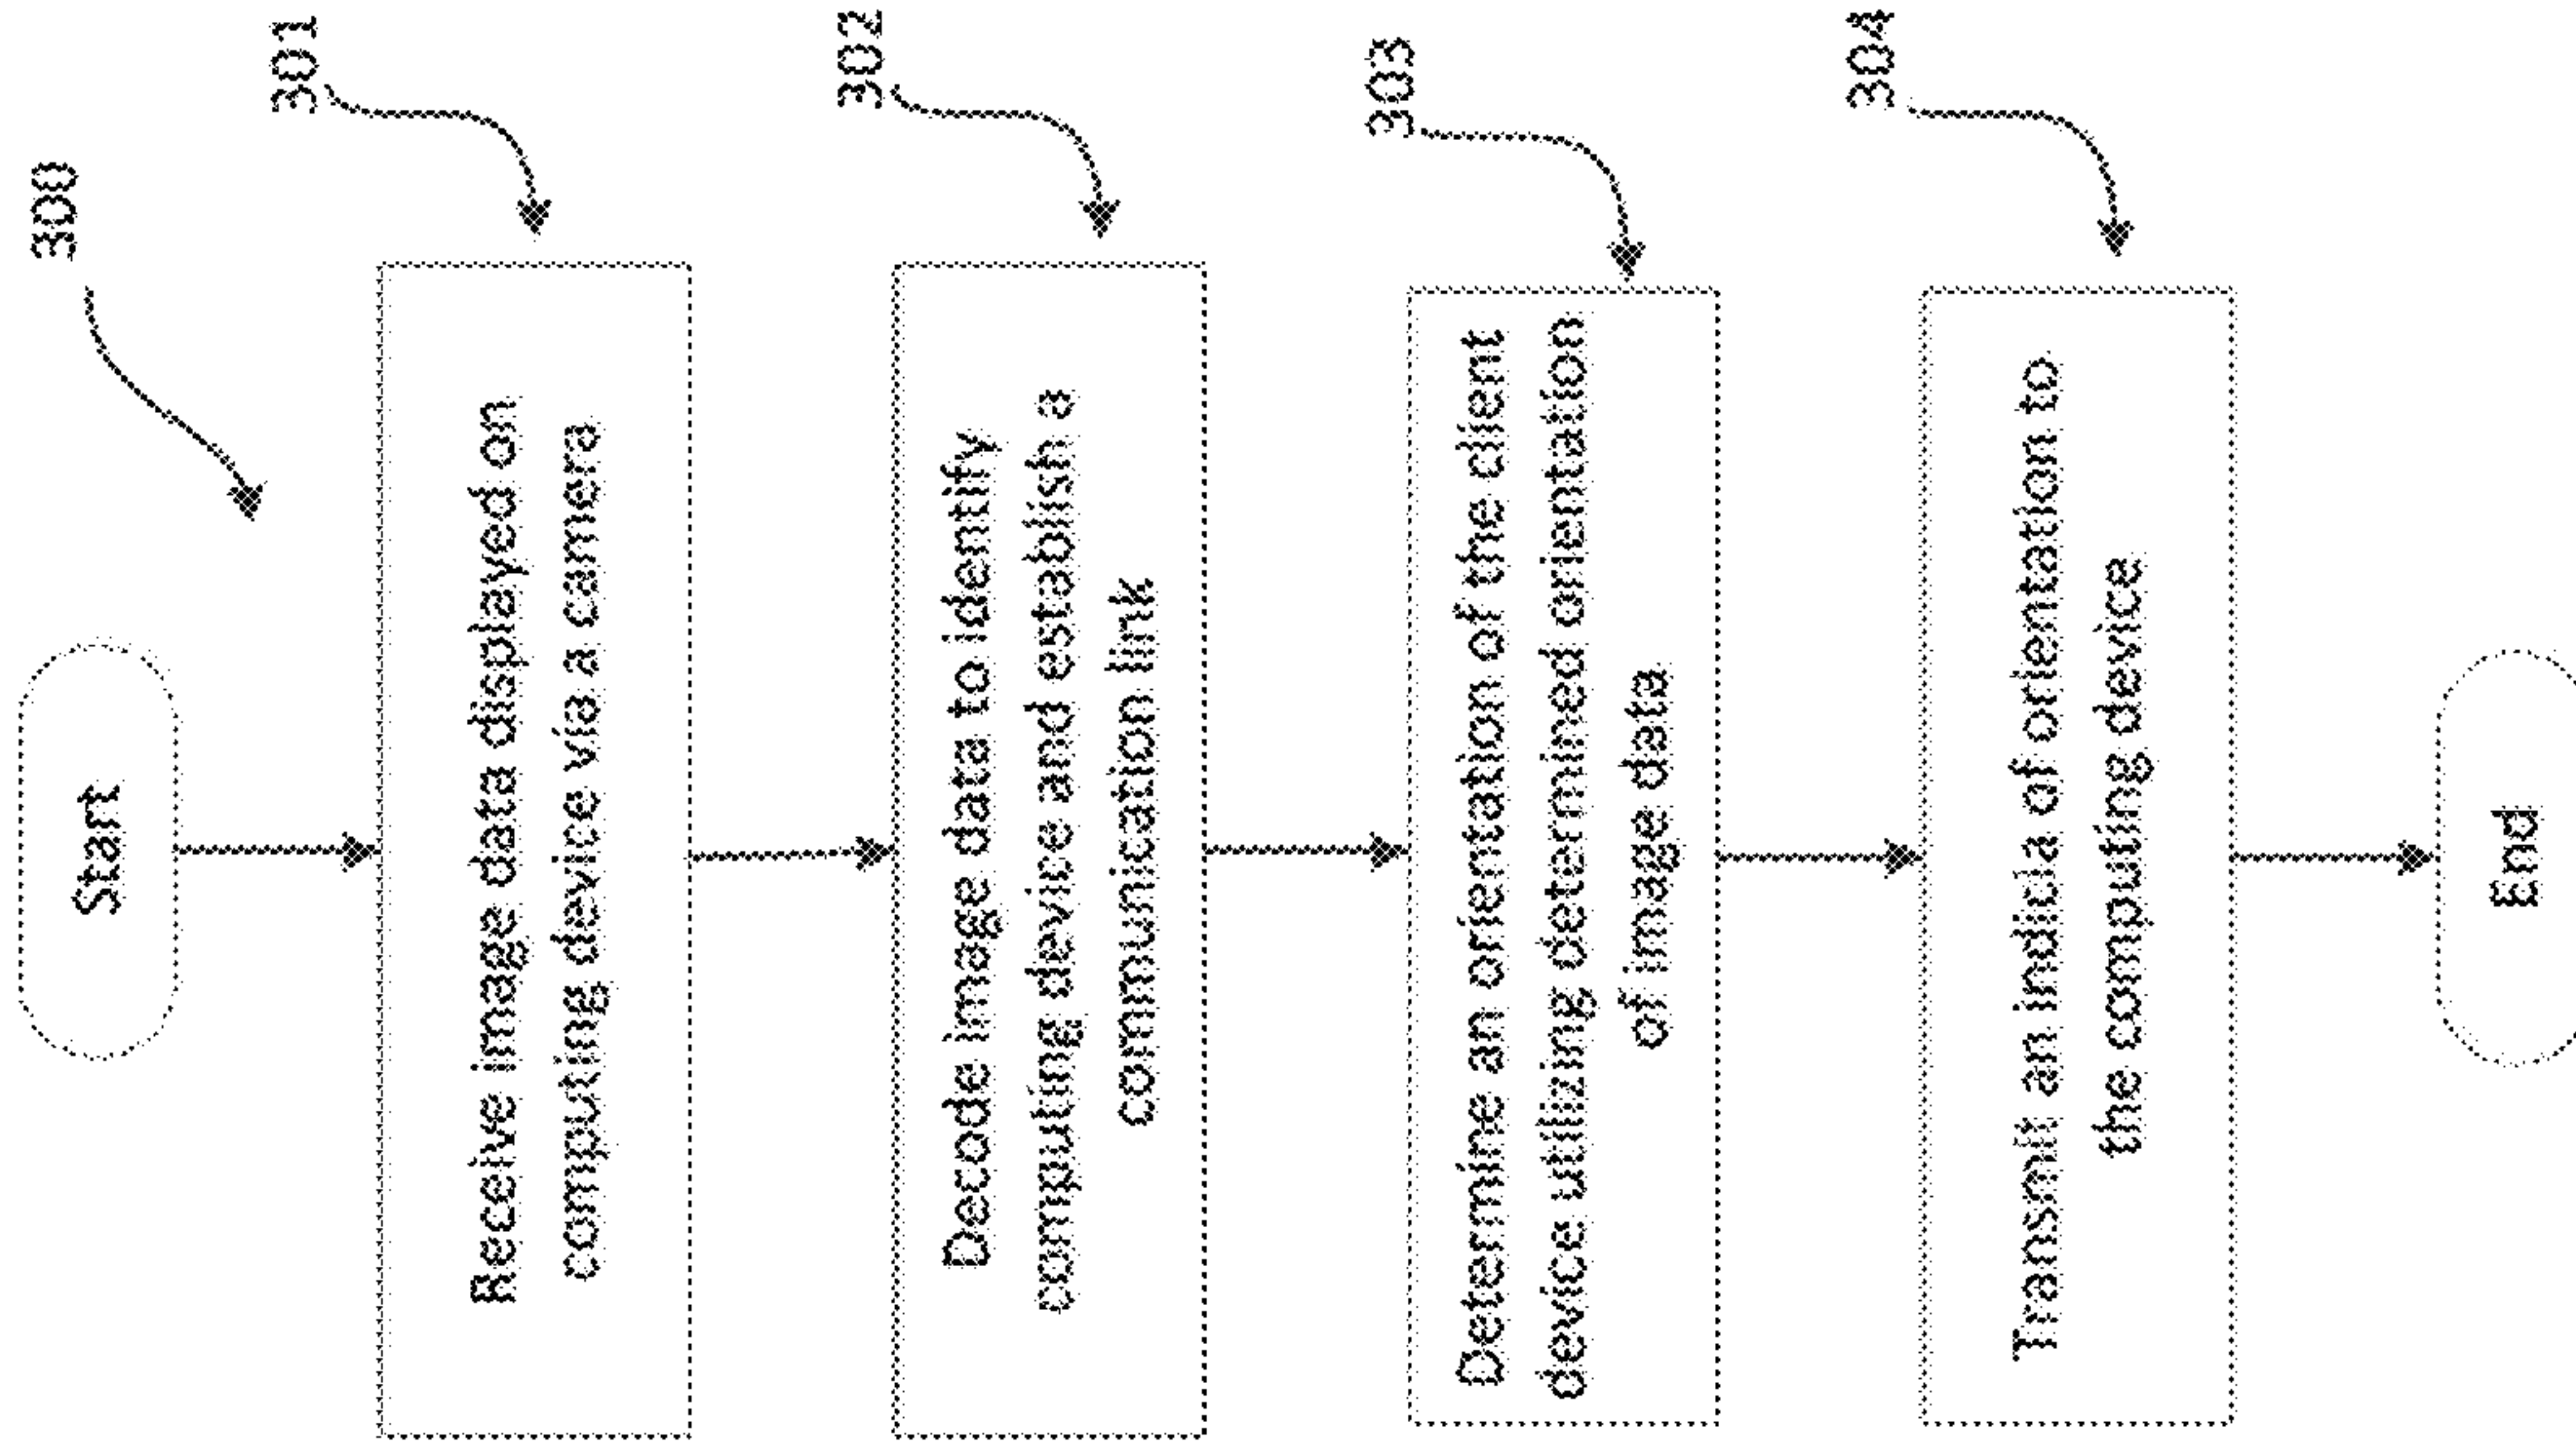 300
Start
301
Receive image data displayed on
computing device via a camera
302
Decode image data to identify
computing device and establish a
communication link
303
Determine an orientation of the client
device utilizing determined orientation
of image data
304
Transmit an indicia of orientation to
the computing device
End